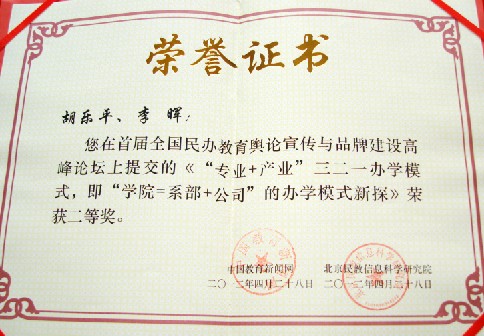 荣誉证书
胡乐平、李 晖：
您在首届全国民办教育舆论宣传与品牌建设高
峰论坛上提交的《“专业+产业”三二一办学模
式，即“学院=系部+公司”的办学模式新探》荣
获二等奖。
中国教育新闻网 北京民教信息科学研究院
二〇一二年四月二十八日 二〇一二年四月二十八日